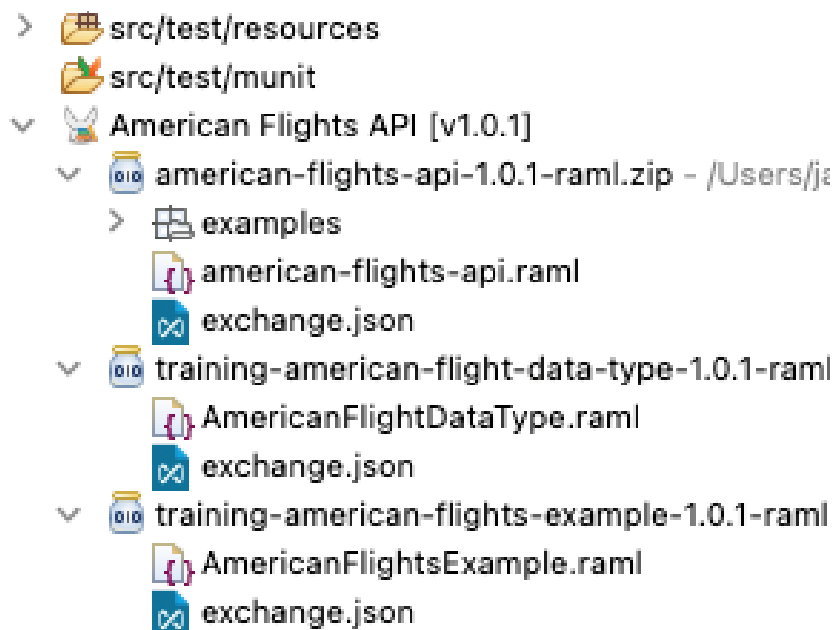 src/test/resources
src/test/munit
American Flights API [v1.0.1]
american-flights-api-1.0.1-raml.zip - /Users/ja
examples
american-flights-api.raml
exchange.json
training-american-flight-data-type-1.0.1-raml
AmericanFlightDataType.raml
exchange.json
training-american-flights-example-1.0.1-raml
AmericanFlightsExample.raml
exchange.json